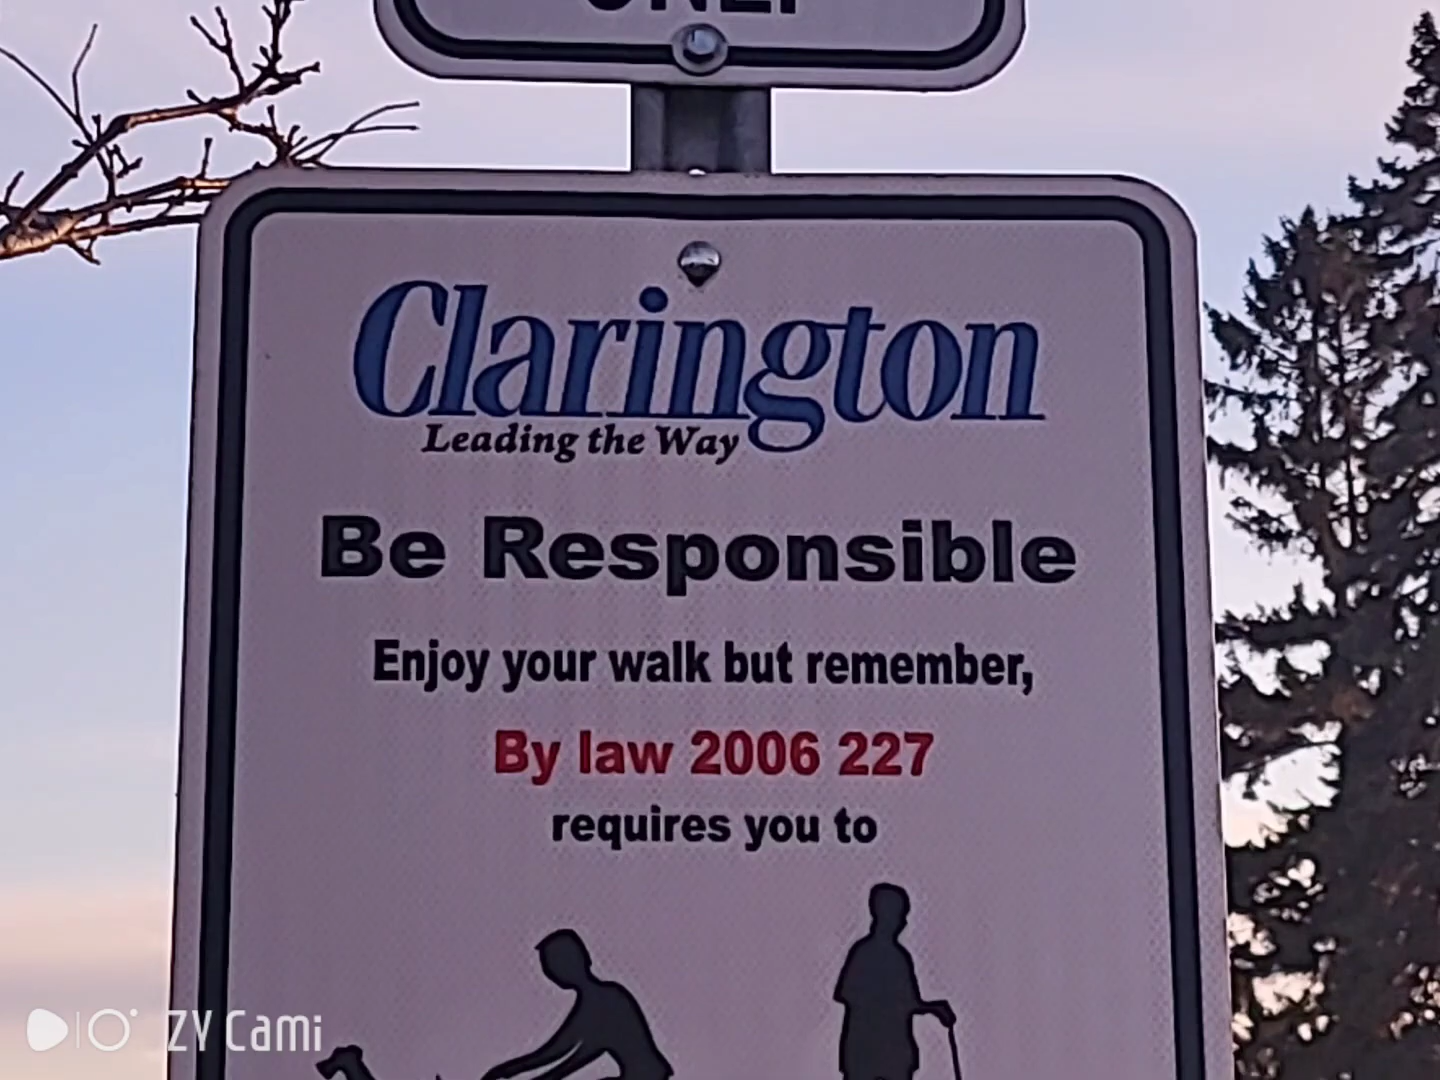 ONLY
Clarington
Leading the Way
Be Responsible
Enjoy your walk but remember,
By law 2006 227
requires you to
ZY Cami